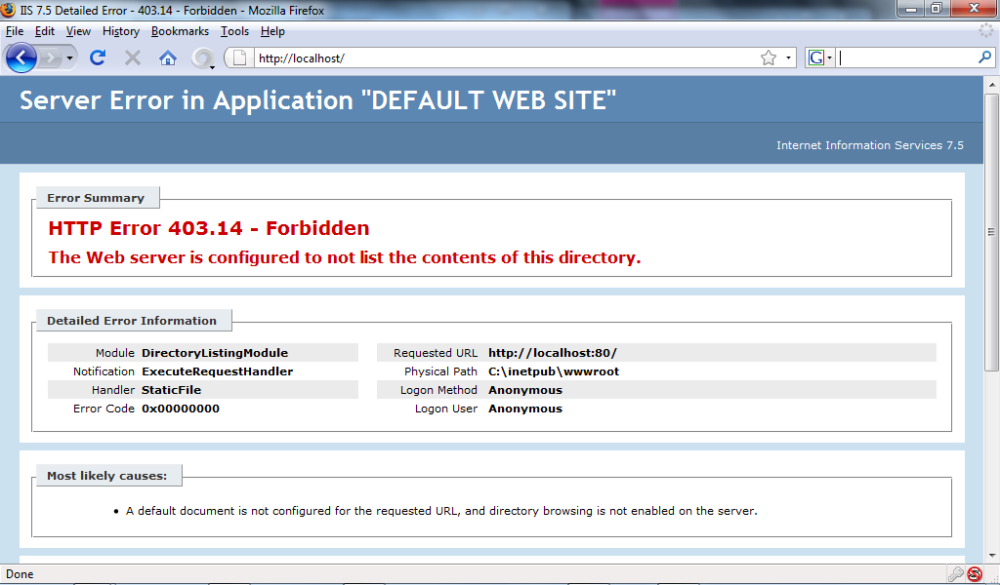 IIS 7.5 Detailed Error - 403.14 - Forbidden - Mozilla Firefox
File Edit View History Bookmarks Tools Help
http://localhost/ G
Server Error in Application "DEFAULT WEB SITE"
Internet Information Services 7.5
Error Summary
HTTP Error 403.14 - Forbidden
The Web server is configured to not list the contents of this directory.
Detailed Error Information
Module DirectoryListingModule Requested URL http://localhost:80/
Notification ExecuteRequestHandler Physical Path C:\inetpub\wwwroot
Handler StaticFile Logon Method Anonymous
Error Code 0x00000000 Logon User Anonymous
Most likely causes:
• A default document is not configured for the requested URL, and directory browsing is not enabled on the server.
Done